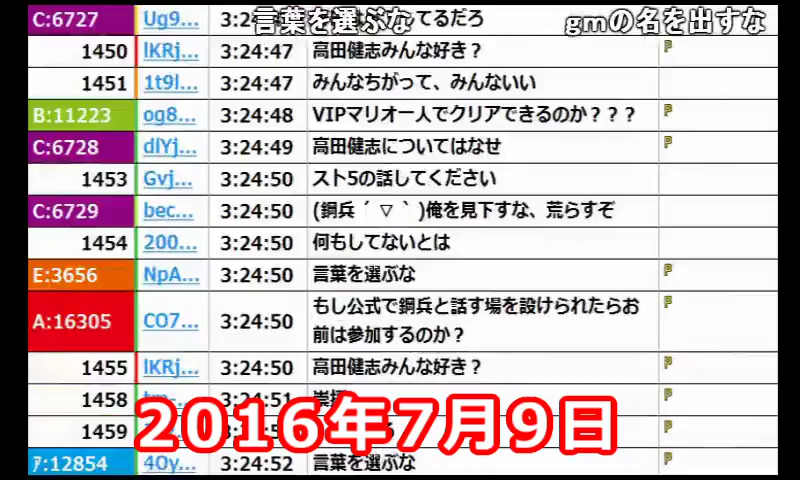 言葉を選ぶな
gmの名を出すな
C:6727 Ug9... してるだろ
1450 lKRj... 3:24:47 高田健志みんな好き？ P
1451 1t9l... 3:24:47 みんなちがって、みんないい
B:11223 og8... 3:24:48 VIPマリオ一人でクリアできるのか？？？ P
C:6728 dlYj... 3:24:49 高田健志についてはなせ P
1453 Gvj... 3:24:50 スト5の話してください
C:6729 bec... 3:24:50 (鋼兵 ´ ▽ ` )俺を見下すな、荒らすぞ
1454 200... 3:24:50 何もしてないとは
E:3656 NpA... 3:24:50 言葉を選ぶな P
A:16305 CO7... 3:24:50 もし公式で鋼兵と話す場を設けられたらお P
前は参加するのか？
1455 lKRj... 3:24:50 高田健志みんな好き？ P
1458 3:24:51 P
1459 P
2016年7月9日
ｱ:12854 4Oy... 3:24:52 言葉を選ぶな P